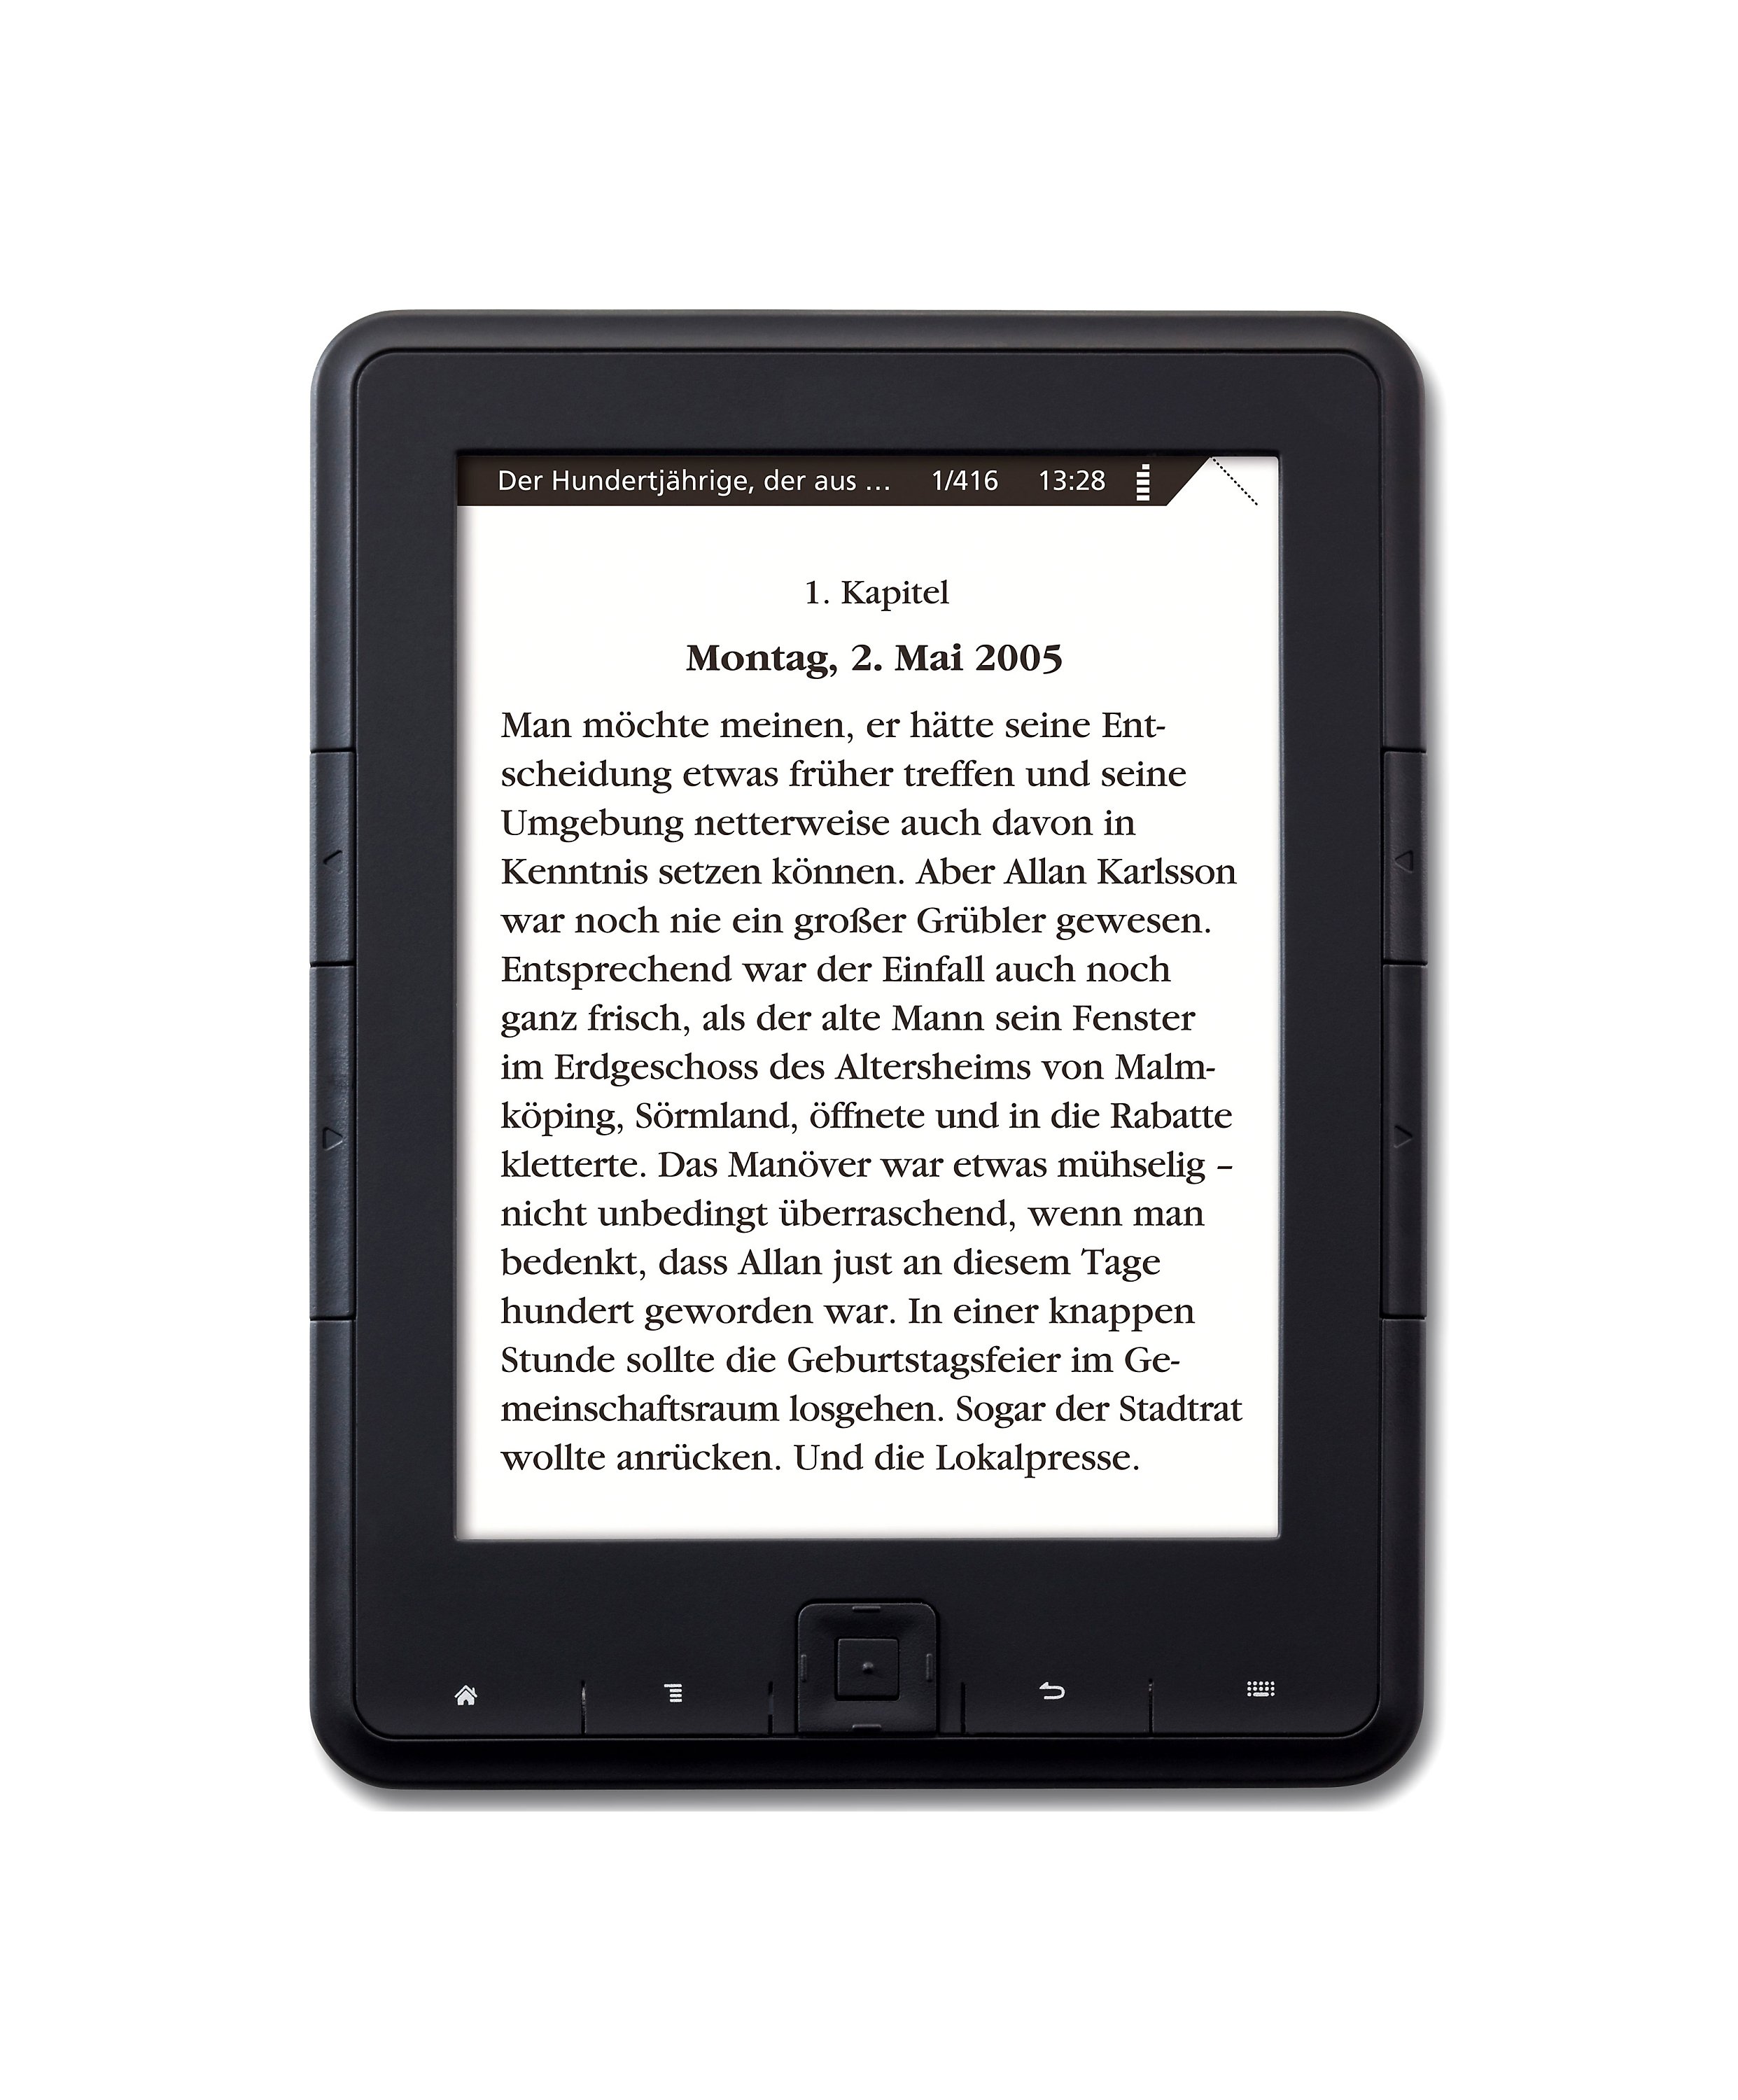 Der Hundertjährige, der aus ... 1/416 13:28
1. Kapitel
Montag, 2. Mai 2005
Man möchte meinen, er hätte seine Ent-
scheidung etwas früher treffen und seine
Umgebung netterweise auch davon in
Kenntnis setzen können. Aber Allan Karlsson
war noch nie ein großer Grübler gewesen.
Entsprechend war der Einfall auch noch
ganz frisch, als der alte Mann sein Fenster
im Erdgeschoss des Altersheims von Malm-
köping, Sörmland, öffnete und in die Rabatte
kletterte. Das Manöver war etwas mühselig –
nicht unbedingt überraschend, wenn man
bedenkt, dass Allan just an diesem Tage
hundert geworden war. In einer knappen
Stunde sollte die Geburtstagsfeier im Ge-
meinschaftsraum losgehen. Sogar der Stadtrat
wollte anrücken. Und die Lokalpresse.